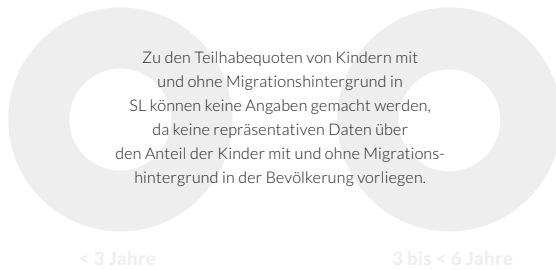 Zu den Teilhabequoten von Kindern mit
und ohne Migrationshintergrund in
SL können keine Angaben gemacht werden,
da keine repräsentativen Daten über
den Anteil der Kinder mit und ohne Migrations-
hintergrund in der Bevölkerung vorliegen.
< 3 Jahre
3 bis < 6 Jahre